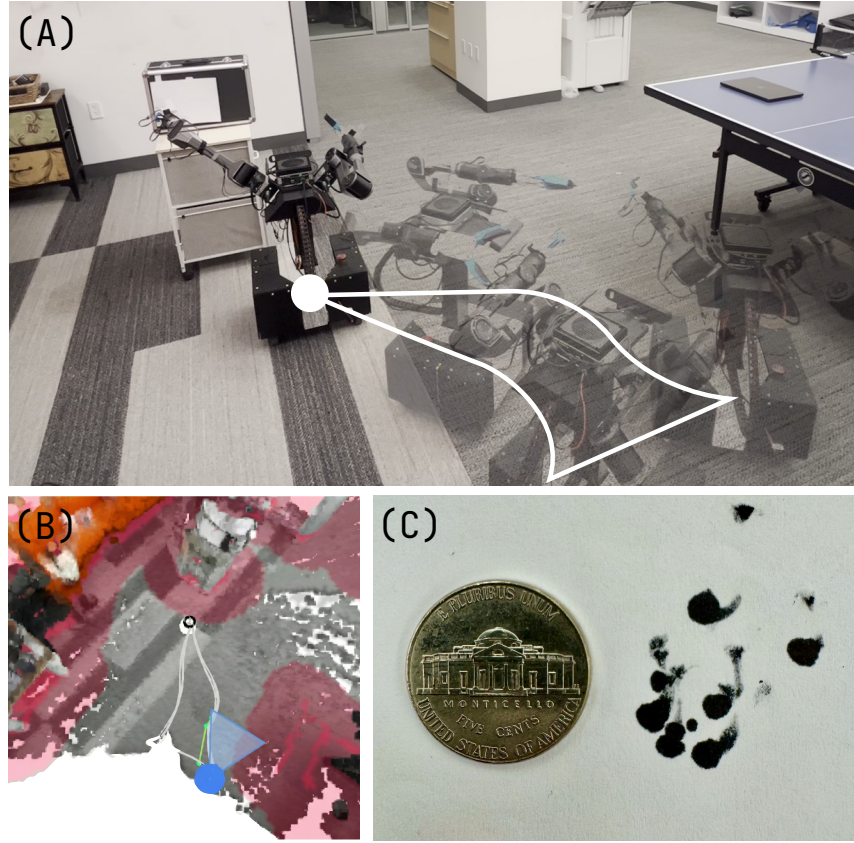 (A)
(B)
(C)
E PLURIBUS UNUM
MONTICELLO
FIVE CENTS
UNITED STATES OF AMERICA